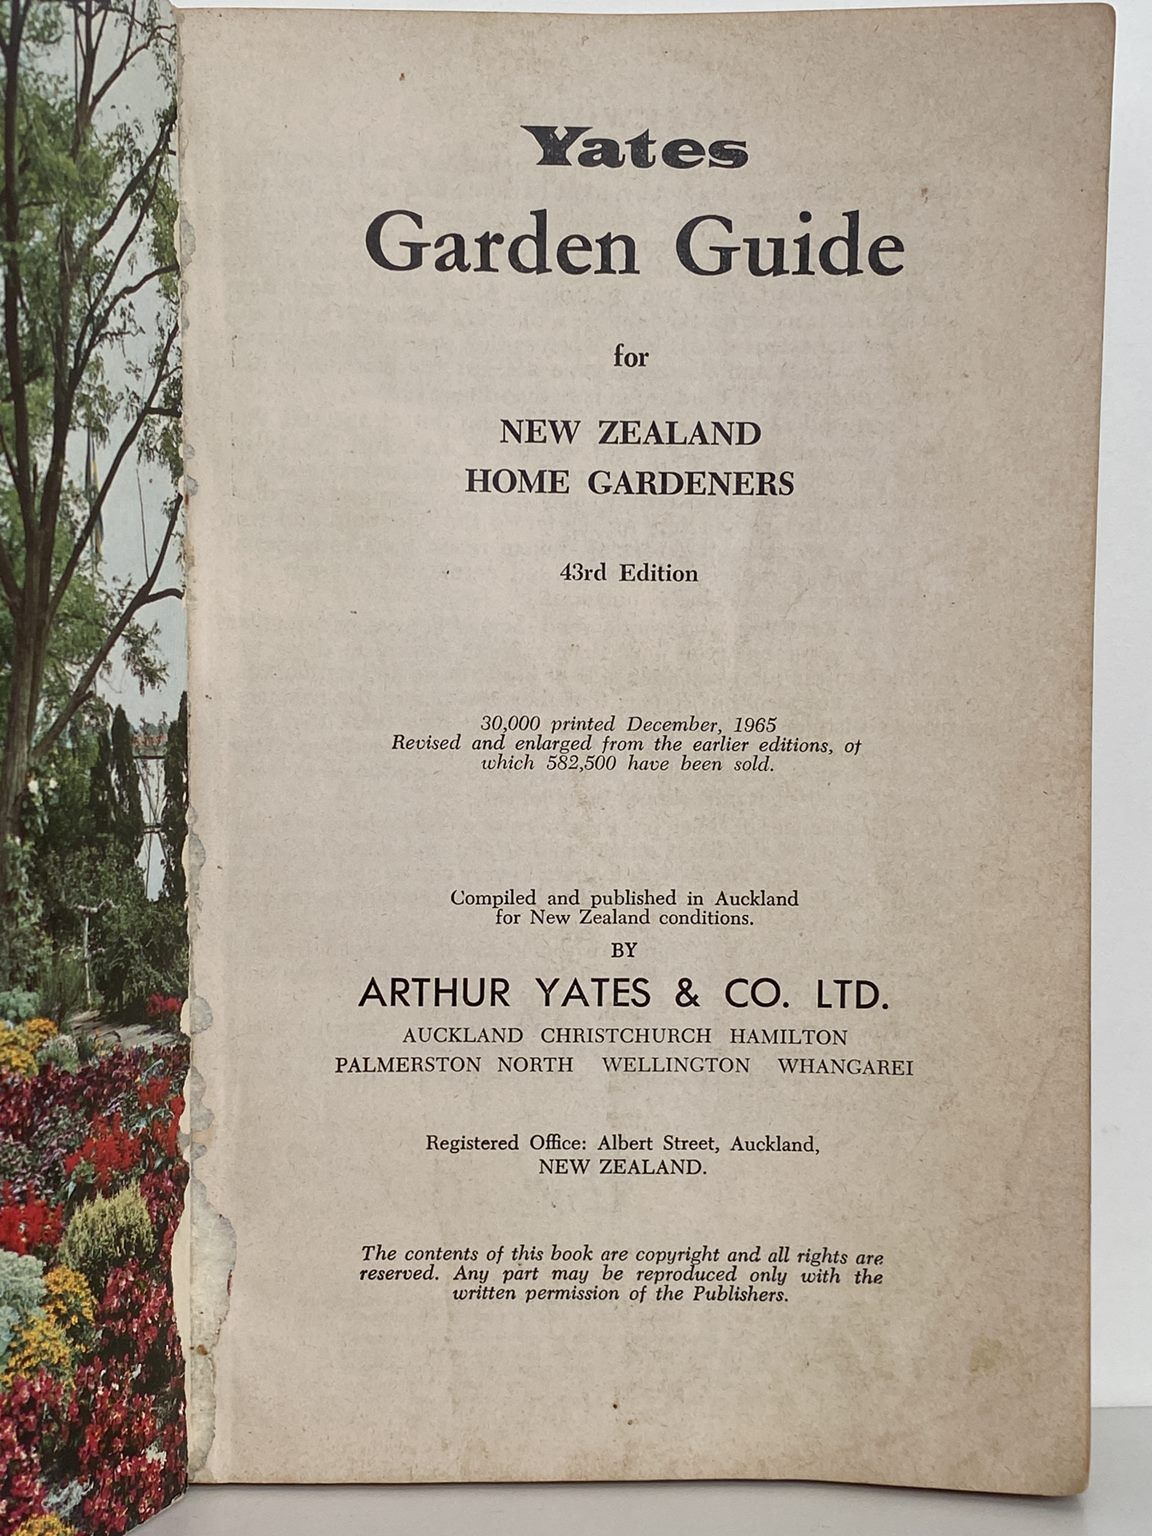 Yates
Garden Guide
for
NEW ZEALAND
HOME GARDENERS
43rd Edition
30,000 printed December, 1965
Revised and enlarged from the earlier editions, of
which 582,500 have been sold.
Compiled and published in Auckland
for New Zealand conditions.
BY
ARTHUR YATES & CO. LTD.
AUCKLAND CHRISTCHURCH HAMILTON
PALMERSTON NORTH WELLINGTON WHANGAREI
Registered Office: Albert Street, Auckland,
NEW ZEALAND.
The contents of this book are copyright and all rights are
reserved. Any part may be reproduced only with the
written permission of the Publishers.